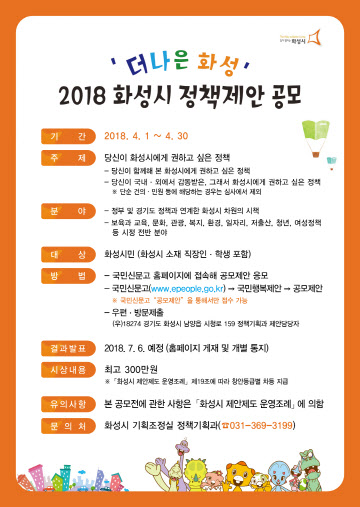 화성시
'더나은 화성'
2018 화성시 정책제안 공모
기 간 2018. 4. 1 ~ 4. 30
주 제 당신이 화성시에게 권하고 싶은 정책
- 당신이 함께해 본 화성시에게 권하고 싶은 정책
- 당신이 국내·외에서 감동받은, 그래서 화성시에게 권하고 싶은 정책
※ 단순 건의·민원 등에 해당하는 경우는 심사에서 제외
분 야 - 정부 및 경기도 정책과 연계한 화성시 차원의 시책
- 보육과 교육, 문화, 관광, 복지, 환경, 일자리, 저출산, 청년, 여성정책
등 시정 전반 분야
대 상 화성시민 (화성시 소재 직장인·학생 포함)
방 법 - 국민신문고 홈페이지에 접속해 공모제안 응모
- 국민신문고(www.epeople.go.kr) → 국민행복제안 → 공모제안
※ 국민신문고 "공모제안"을 통해서만 접수 가능
- 우편·방문제출
(우)18274 경기도 화성시 남양읍 시청로 159 정책기획과 제안담당자
결과발표 2018. 7. 6. 예정 (홈페이지 게재 및 개별 통지)
시상내용 최고 300만원
※「화성시 제안제도 운영조례」제19조에 따라 창안등급별 차등 지급
유의사항 본 공모전에 관한 사항은「화성시 제안제도 운영조례」에 의함
문 의 처 화성시 기획조정실 정책기획과(☎031-369-3199)